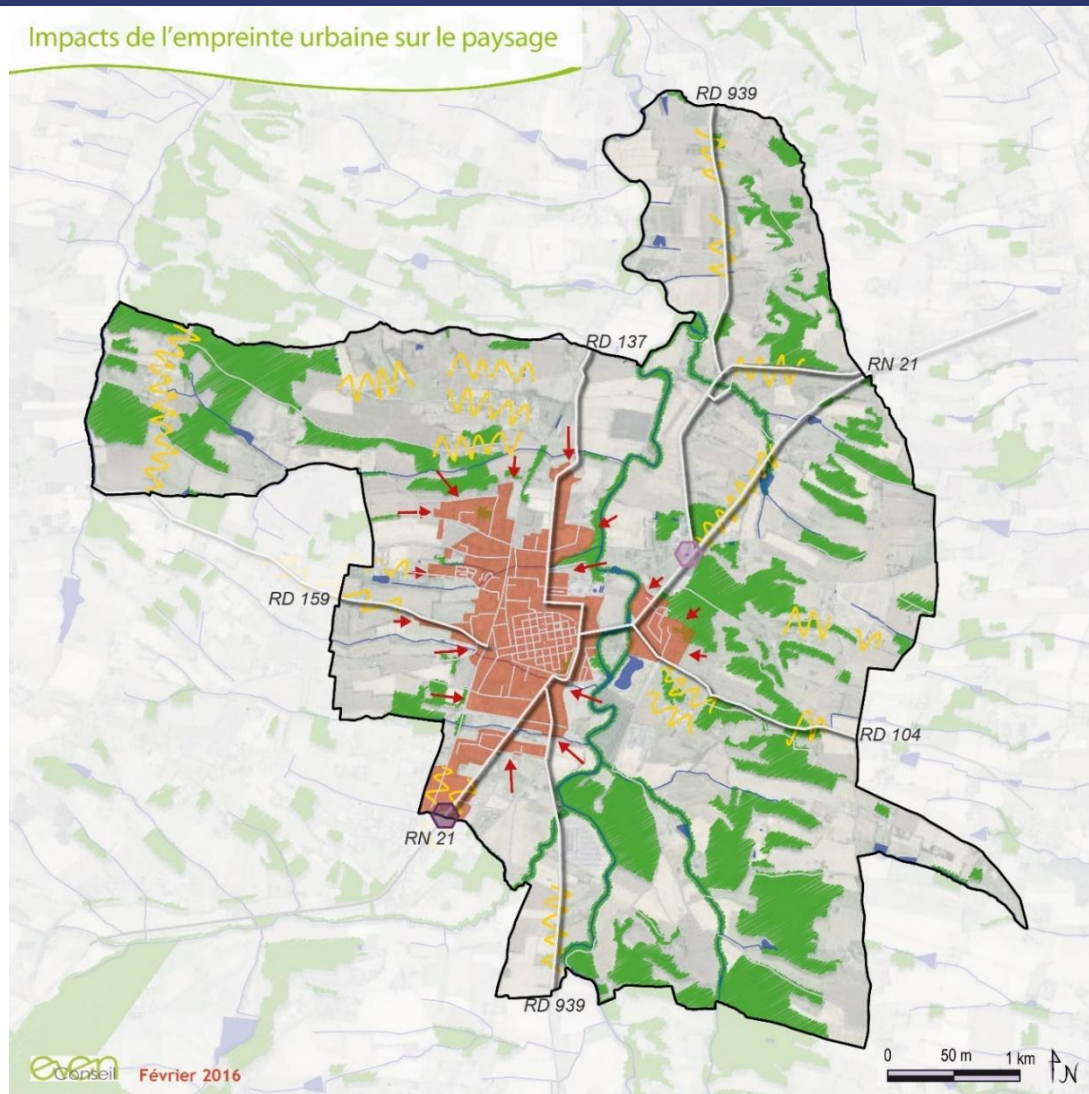 Impacts de l'empreinte urbaine sur le paysage
RD 939
RD 137
RN 21
RD 159
RD 104
RN 21
RD 939
even
Conseil
Février 2016
0 50 m 1 km
N